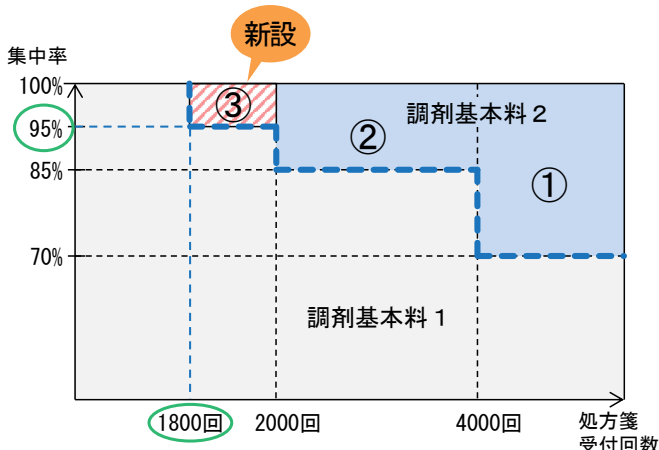 新設
集中率
100%
③
95%
調剤基本料２
②
85%
①
70%
調剤基本料１
1800回
2000回
4000回
処方箋
受付回数